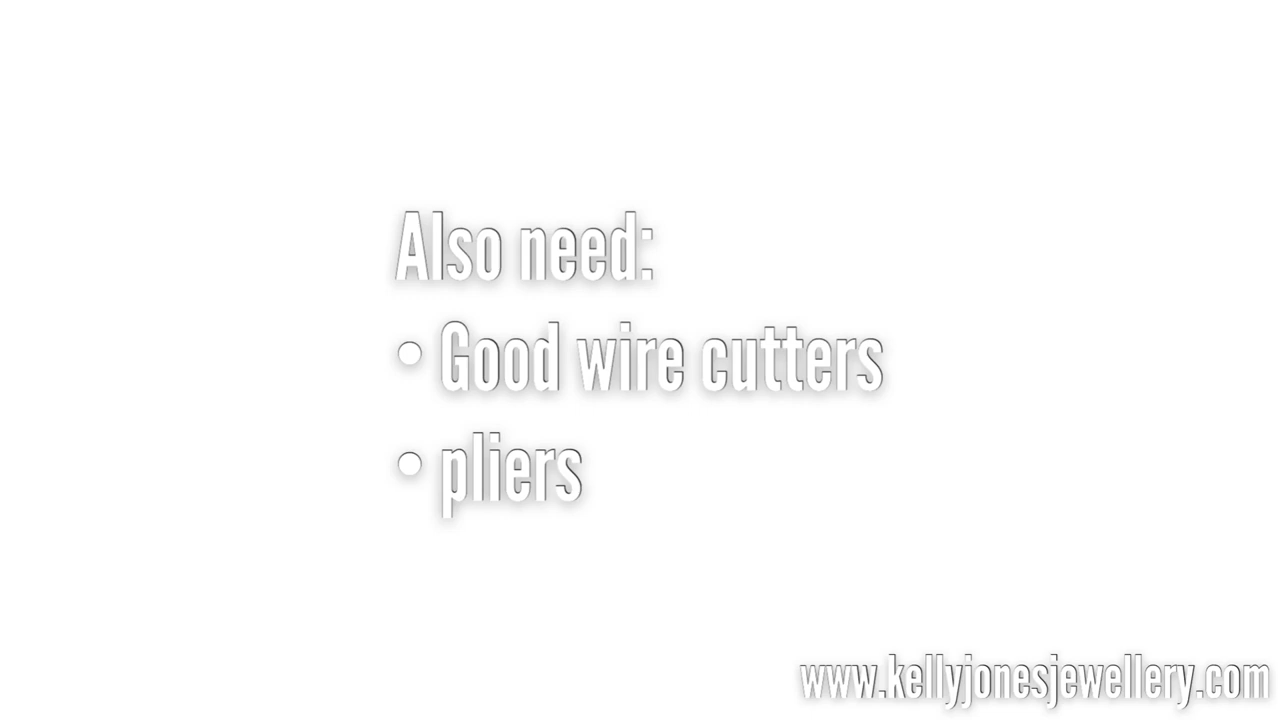 Also need:
• Good wire cutters
• pliers
www.kellyjonesjewellery.com